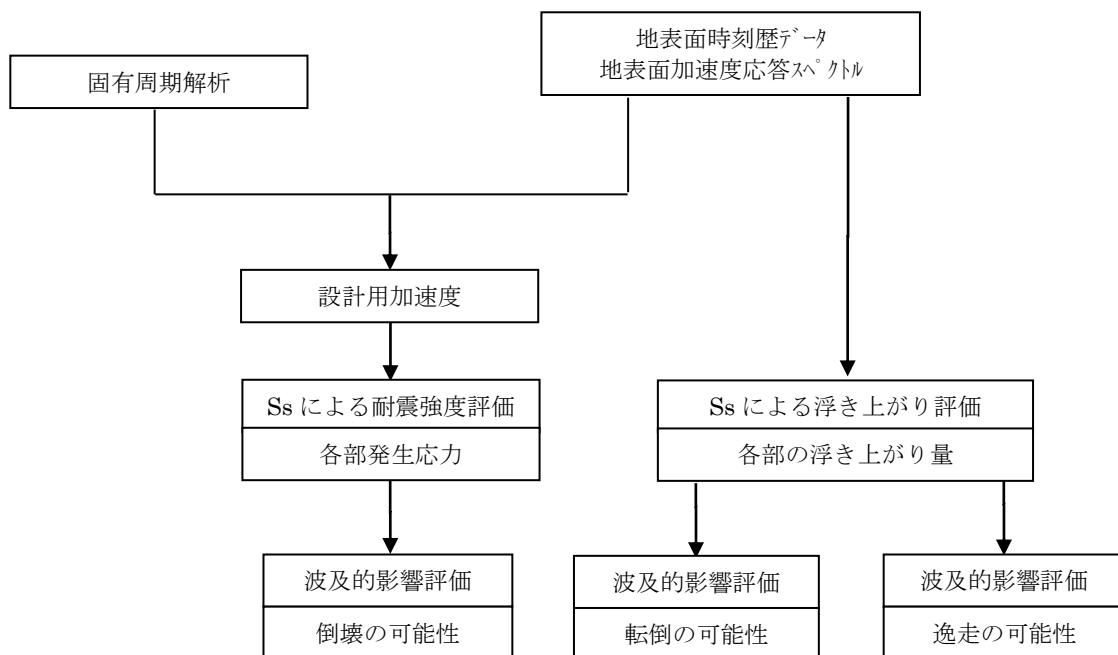 地表面時刻歴ﾃﾞｰﾀ
地表面加速度応答ｽﾍﾟｸﾄﾙ
固有周期解析
設計用加速度
Ss による耐震強度評価
各部発生応力
Ss による浮き上がり評価
各部の浮き上がり量
波及的影響評価
倒壊の可能性
波及的影響評価
転倒の可能性
波及的影響評価
逸走の可能性